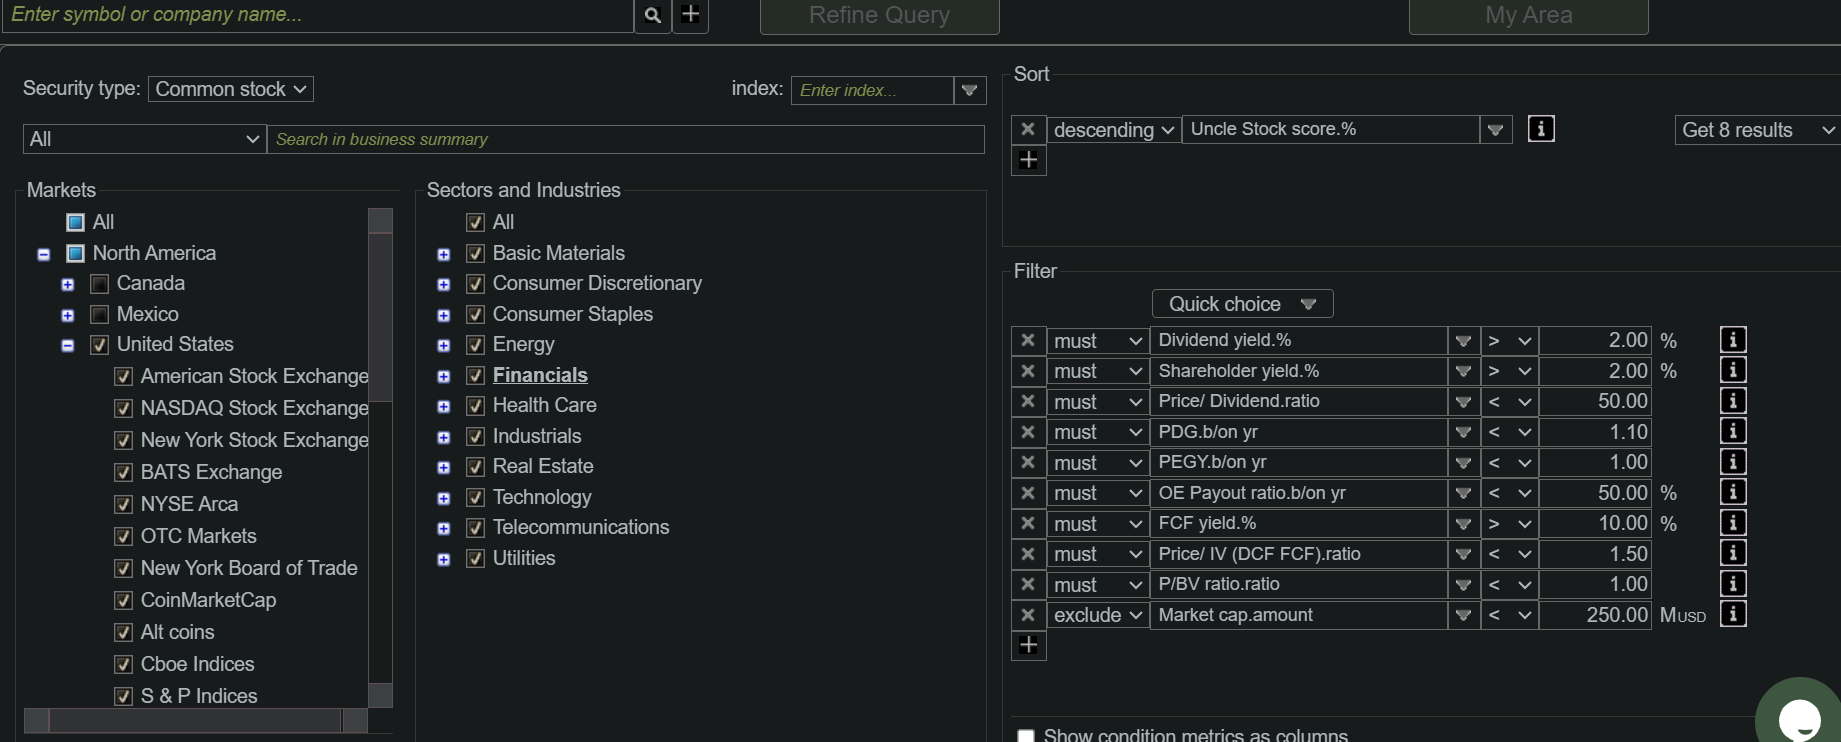 Enter symbol or company name...
Refine Query
My Area
Security type: Common stock
index: Enter index...
All
Search in business summary
Markets
All
North America
Canada
Mexico
United States
American Stock Exchange
NASDAQ Stock Exchange
New York Stock Exchange
BATS Exchange
NYSE Arca
OTC Markets
New York Board of Trade
CoinMarketCap
Alt coins
Cboe Indices
S & P Indices
Sectors and Industries
All
Basic Materials
Consumer Discretionary
Consumer Staples
Energy
Financials
Health Care
Industrials
Real Estate
Technology
Telecommunications
Utilities
Sort
descending Uncle Stock score.% i Get 8 results
Filter
Quick choice
must Dividend yield.% > 2.00 % i
must Shareholder yield.% > 2.00 % i
must Price/ Dividend.ratio < 50.00 i
must PDG.b/on yr < 1.10 i
must PEGY.b/on yr < 1.00 i
must OE Payout ratio.b/on yr < 50.00 % i
must FCF yield.% > 10.00 % i
must Price/ IV (DCF FCF).ratio < 1.50 i
must P/BV ratio.ratio < 1.00 i
exclude Market cap.amount < 250.00 MUSD i
Show condition metrics as columns